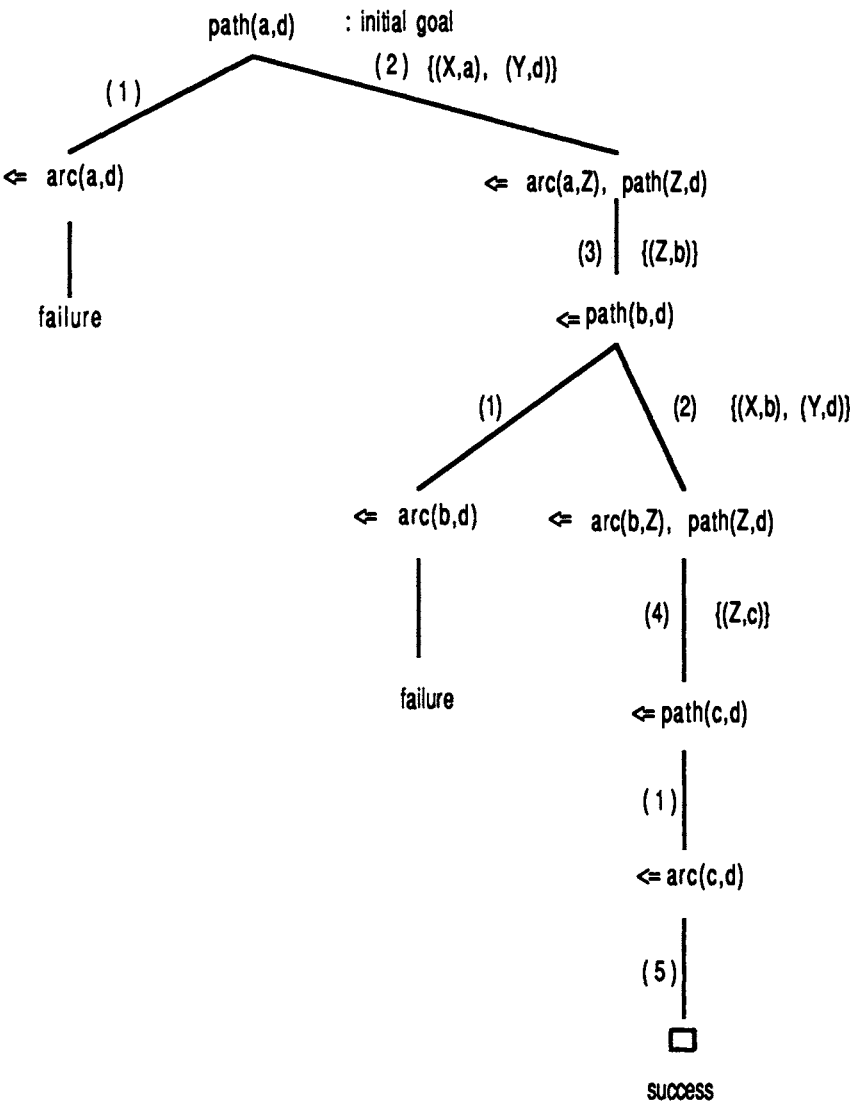 path(a,d) : initial goal
(1) (2) {(X,a), (Y,d)}
<= arc(a,d) <= arc(a,Z), path(Z,d)
(3) {(Z,b)}
failure <= path(b,d)
(1) (2) {(X,b), (Y,d)}
<= arc(b,d) <= arc(b,Z), path(Z,d)
(4) {(Z,c)}
failure <= path(c,d)
(1)
<= arc(c,d)
(5)
success